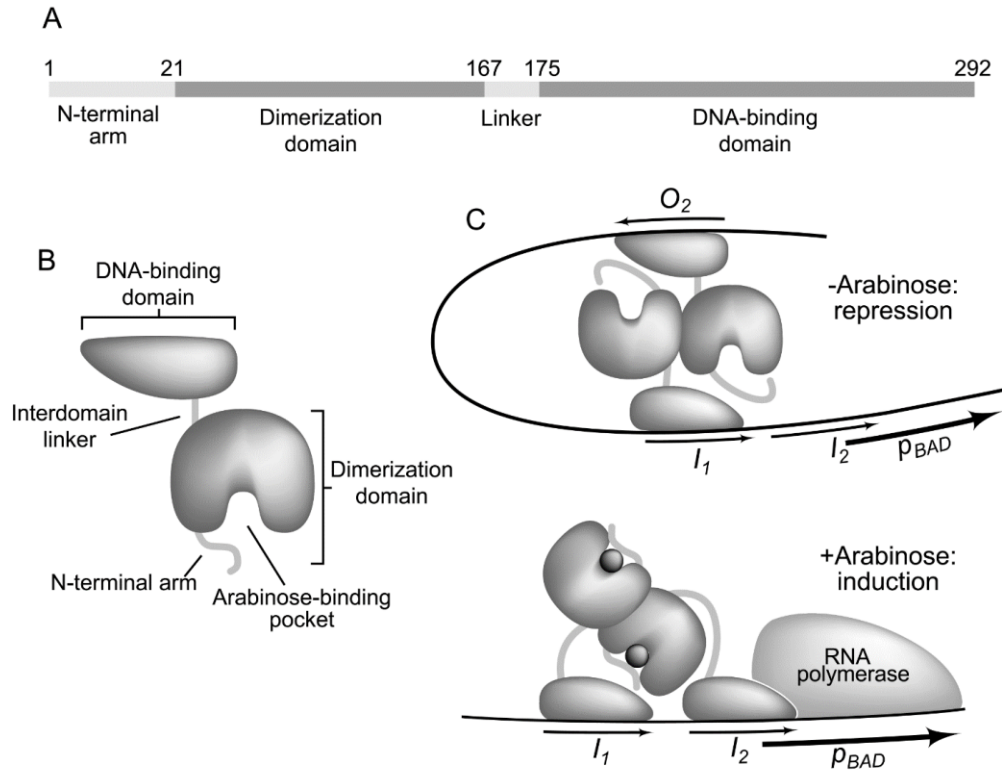 A
1 21 167 175 292
N-terminal
arm
Dimerization
domain
Linker
DNA-binding
domain
B
DNA-binding
domain
Interdomain
linker
Dimerization
domain
N-terminal arm
Arabinose-binding
pocket
C
O2
-Arabinose:
repression
I1
I2
pBAD
+Arabinose:
induction
RNA
polymerase
I1
I2
pBAD